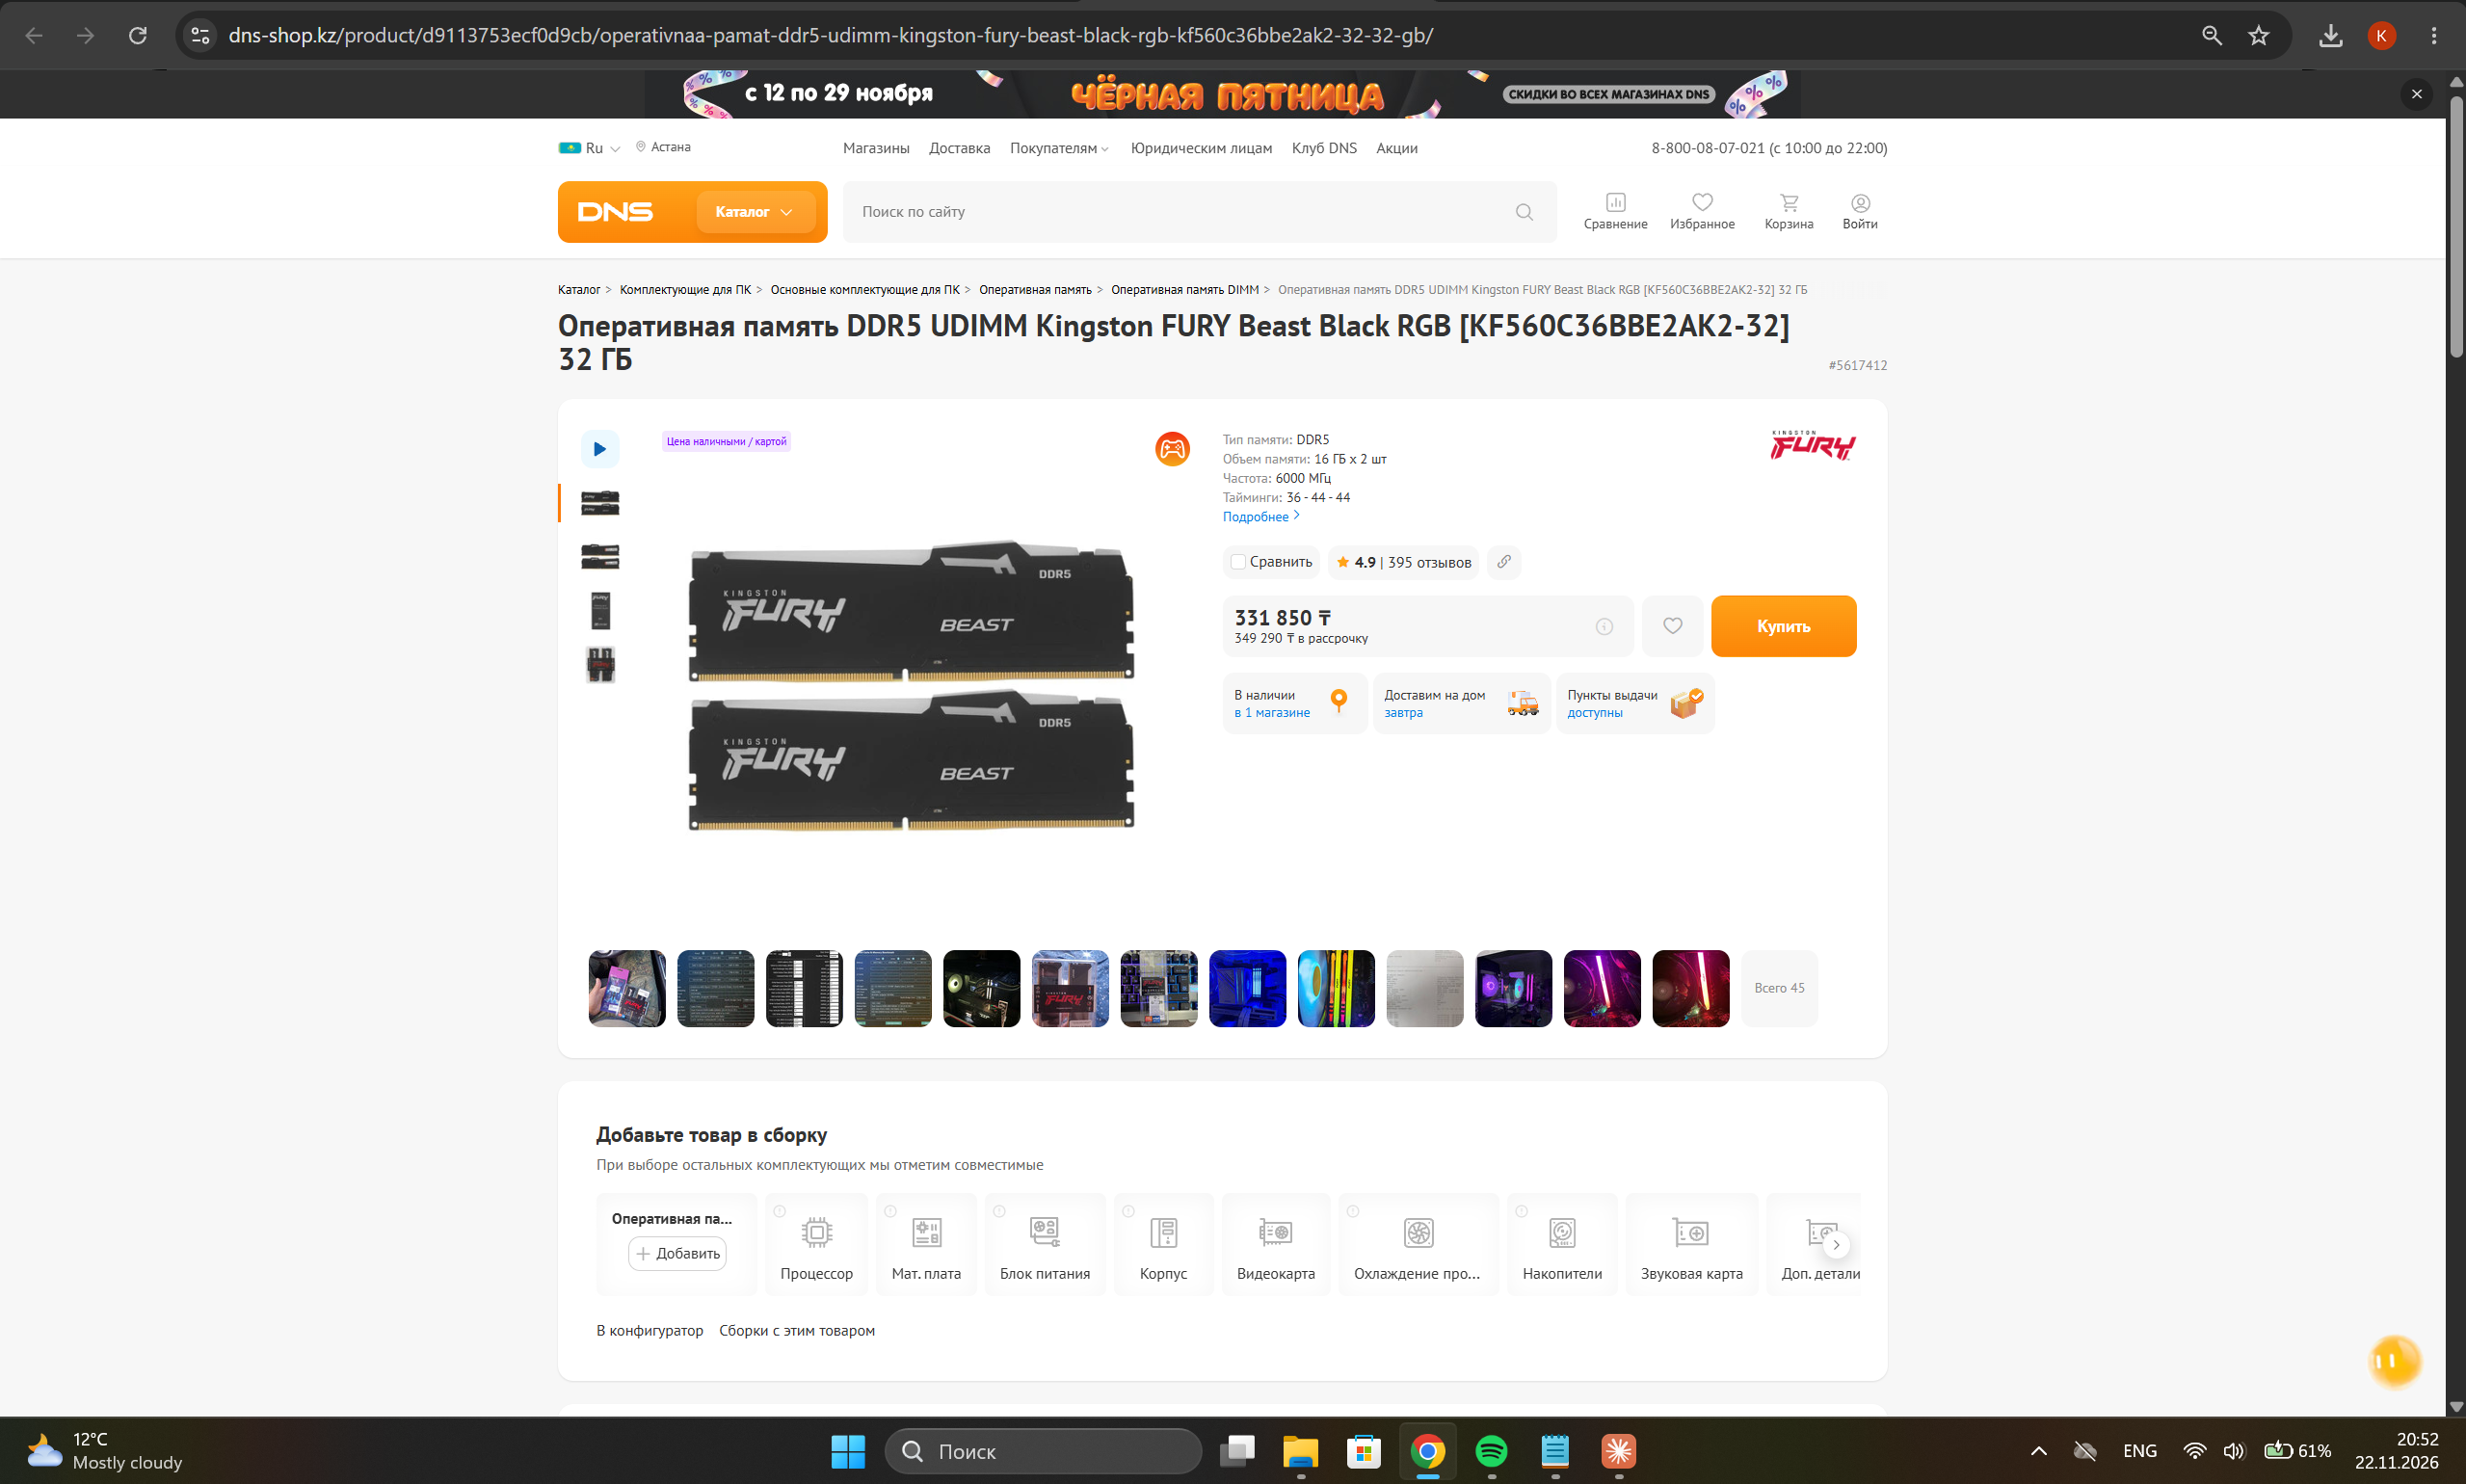 dns-shop.kz/product/d9113753ecf0d9cb/operativnaa-pamat-ddr5-udimm-kingston-fury-beast-black-rgb-kf560c36bbe2ak2-32-32-gb/
K
с 12 по 29 ноября
ЧЁРНАЯ ПЯТНИЦА
СКИДКИ ВО ВСЕХ МАГАЗИНАХ DNS
Ru
Астана
Магазины Доставка Покупателям Юридическим лицам Клуб DNS Акции
8-800-08-07-021 (с 10:00 до 22:00)
DNS
Каталог
Поиск по сайту
Сравнение
Избранное
Корзина
Войти
Каталог > Комплектующие для ПК > Основные комплектующие для ПК > Оперативная память > Оперативная память DIMM > Оперативная память DDR5 UDIMM Kingston FURY Beast Black RGB [KF560C36BBE2AK2-32] 32 ГБ
Оперативная память DDR5 UDIMM Kingston FURY Beast Black RGB [KF560C36BBE2AK2-32]
32 ГБ
#5617412
Цена наличными / картой
KINGSTON
FURY
BEAST
DDR5
KINGSTON
FURY
BEAST
DDR5
Тип памяти: DDR5
Объем памяти: 16 ГБ x 2 шт
Частота: 6000 МГц
Тайминги: 36 - 44 - 44
Подробнее
KINGSTON
FURY
Сравнить
4.9 | 395 отзывов
331 850 ₸
349 290 ₸ в рассрочку
Купить
В наличии
в 1 магазине
Доставим на дом
завтра
Пункты выдачи
доступны
Всего 45
Добавьте товар в сборку
При выборе остальных комплектующих мы отметим совместимые
Оперативная па...
Добавить
Процессор
Мат. плата
Блок питания
Корпус
Видеокарта
Охлаждение про...
Накопители
Звуковая карта
Доп. детали
В конфигуратор Сборки с этим товаром
12°C
Mostly cloudy
Поиск
ENG
61%
20:52
22.11.2026